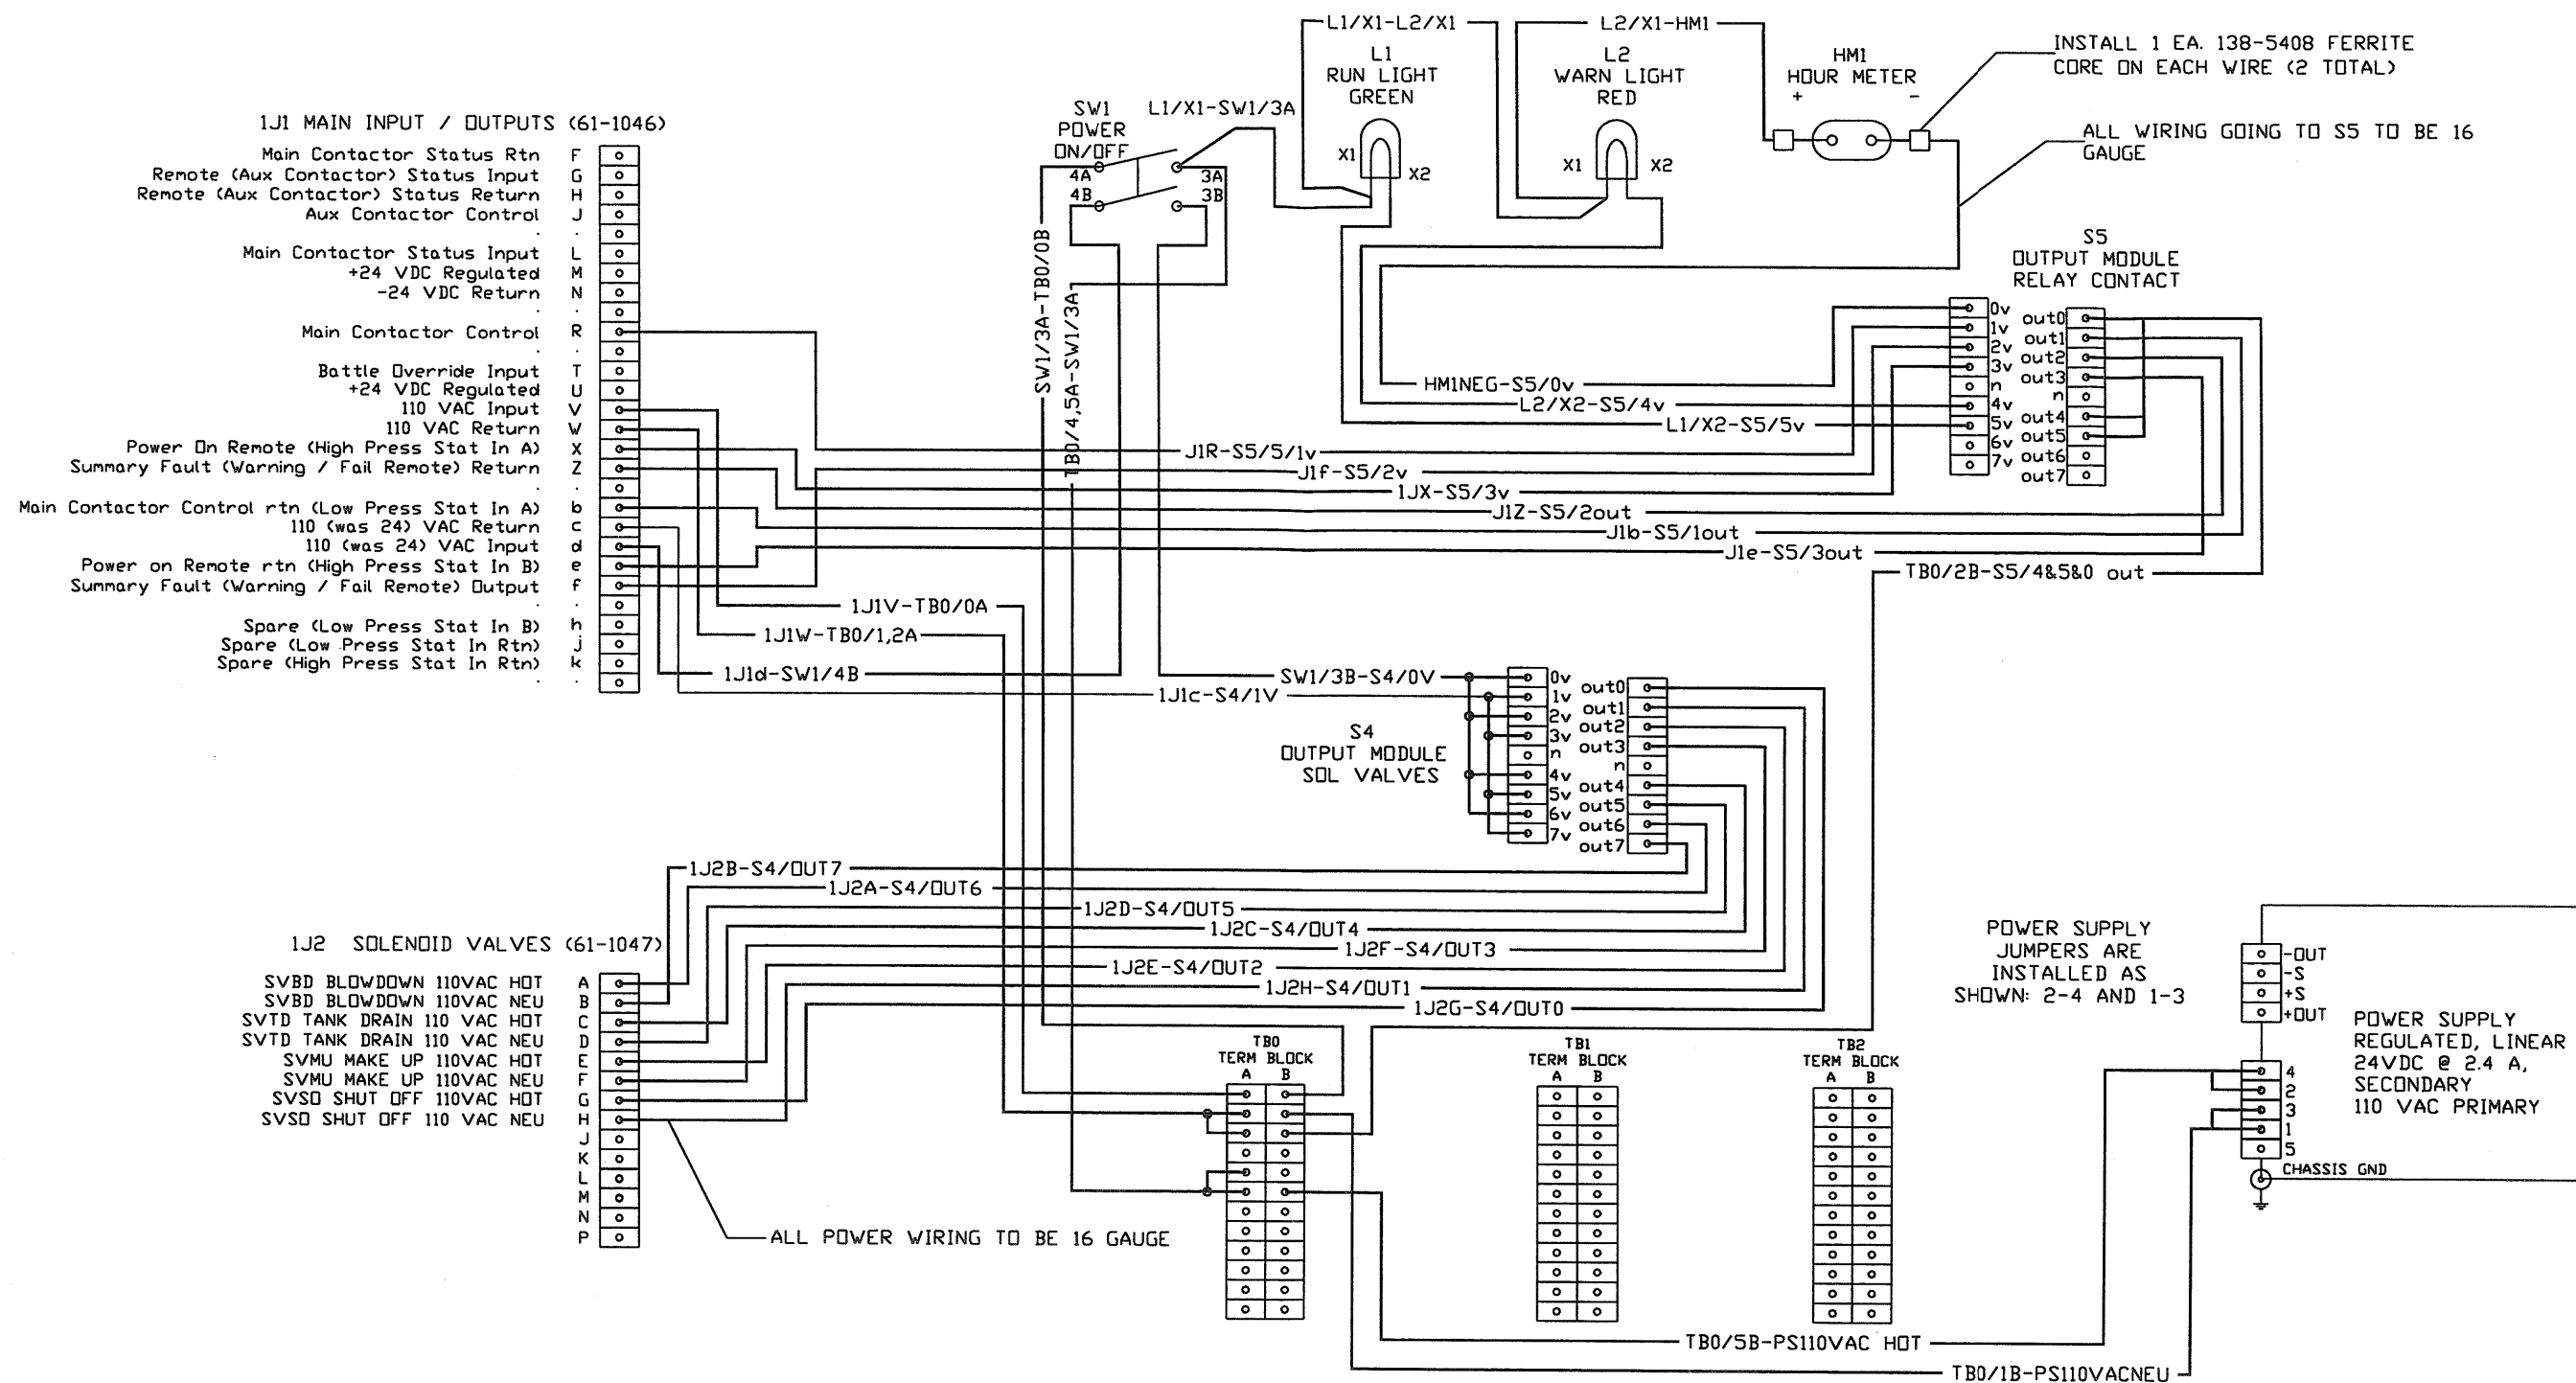 L1/X1-L2/X1
L2/X1-HM1
L1
RUN LIGHT
GREEN
L2
WARN LIGHT
RED
HM1
HOUR METER
+ -
INSTALL 1 EA. 138-5408 FERRITE
CORE ON EACH WIRE (2 TOTAL)
ALL WIRING GOING TO S5 TO BE 16
GAUGE
SW1
POWER
ON/OFF
L1/X1-SW1/3A
4A
3A
4B
3B
X1
X2
X1
X2
1J1 MAIN INPUT / OUTPUTS (61-1046)
Main Contactor Status Rtn F
Remote (Aux Contactor) Status Input G
Remote (Aux Contactor) Status Return H
Aux Contactor Control J
. .
Main Contactor Status Input L
+24 VDC Regulated M
-24 VDC Return N
. .
Main Contactor Control R
. .
Battle Override Input T
+24 VDC Regulated U
110 VAC Input V
110 VAC Return W
Power On Remote (High Press Stat In A) X
Summary Fault (Warning / Fail Remote) Return Z
. .
Main Contactor Control rtn (Low Press Stat In A) b
110 (was 24) VAC Return c
110 (was 24) VAC Input d
Power on Remote rtn (High Press Stat In B) e
Summary Fault (Warning / Fail Remote) Output f
. .
Spare (Low Press Stat In B) h
Spare (Low Press Stat In Rtn) j
Spare (High Press Stat In Rtn) k
. .
SW1/3A-TB0/0B
TB0/4,5A-SW1/3A
S5
OUTPUT MODULE
RELAY CONTACT
0v
1v
2v
3v
n
4v
5v
6v
7v
out0
out1
out2
out3
n
out4
out5
out6
out7
HM1NEG-S5/0v
L2/X2-S5/4v
L1/X2-S5/5v
J1R-S5/5/1v
J1f-S5/2v
1JX-S5/3v
J1Z-S5/2out
J1b-S5/1out
J1e-S5/3out
TB0/2B-S5/4&5&0 out
1J1V-TB0/0A
1J1W-TB0/1,2A
1J1d-SW1/4B
SW1/3B-S4/0V
1J1c-S4/1V
S4
OUTPUT MODULE
SOL VALVES
0v
1v
2v
3v
n
4v
5v
6v
7v
out0
out1
out2
out3
n
out4
out5
out6
out7
1J2B-S4/OUT7
1J2A-S4/OUT6
1J2D-S4/OUT5
1J2C-S4/OUT4
1J2F-S4/OUT3
1J2E-S4/OUT2
1J2H-S4/OUT1
1J2G-S4/OUT0
1J2 SOLENOID VALVES (61-1047)
SVBD BLOWDOWN 110VAC HOT A
SVBD BLOWDOWN 110VAC NEU B
SVTD TANK DRAIN 110 VAC HOT C
SVTD TANK DRAIN 110 VAC NEU D
SVMU MAKE UP 110VAC HOT E
SVMU MAKE UP 110VAC NEU F
SVSO SHUT OFF 110VAC HOT G
SVSO SHUT OFF 110 VAC NEU H
J
K
L
M
N
P
ALL POWER WIRING TO BE 16 GAUGE
TB0
TERM BLOCK
A B
TB1
TERM BLOCK
A B
TB2
TERM BLOCK
A B
POWER SUPPLY
JUMPERS ARE
INSTALLED AS
SHOWN: 2-4 AND 1-3
-OUT
-S
+S
+OUT
4
2
3
1
5
CHASSIS GND
POWER SUPPLY
REGULATED, LINEAR
24VDC @ 2.4 A,
SECONDARY
110 VAC PRIMARY
TB0/5B-PS110VAC HOT
TB0/1B-PS110VACNEU